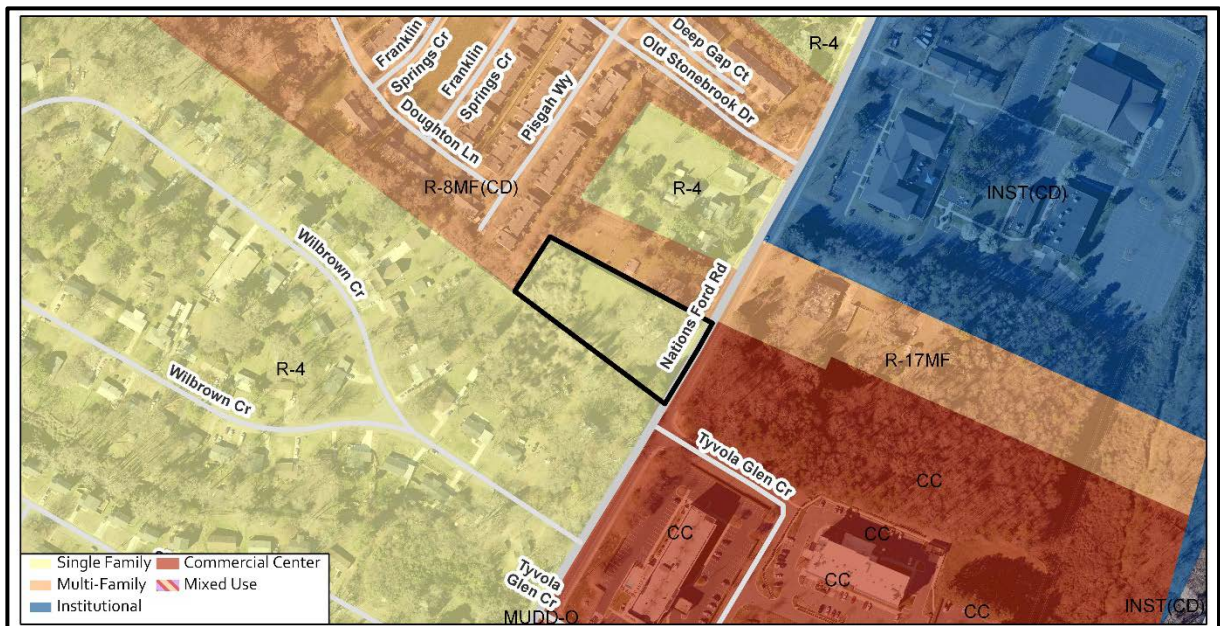 Franklin
Springs Cr
Franklin
Springs Cr
Deep Gap Ct
Old Stonebrook Dr
R-4
Doughton Ln
Pisgah Wy
R-8MF(CD)
R-4
INST(CD)
Wilbrown Cr
Nations Ford Rd
R-17MF
R-4
Wilbrown Cr
Tyvola Glen Cr
CC
CC
CC
CC
CC
Tyvola
Glen Cr
MUDD-O
INST(CD)
Single Family
Commercial Center
Multi-Family
Mixed Use
Institutional